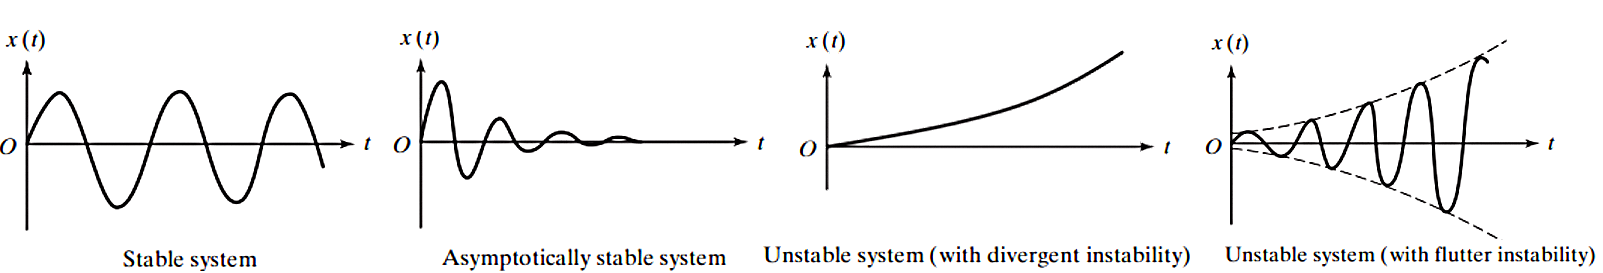 x(t)
O
t
Stable system
x(t)
O
t
Asymptotically stable system
x(t)
O
t
Unstable system (with divergent instability)
x(t)
O
t
Unstable system (with flutter instability)